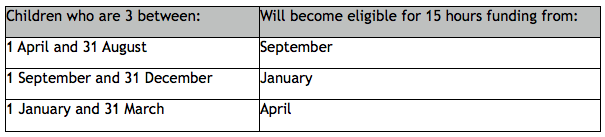 Children who are 3 between: Will become eligible for 15 hours funding from:
1 April and 31 August September
1 September and 31 December January
1 January and 31 March April